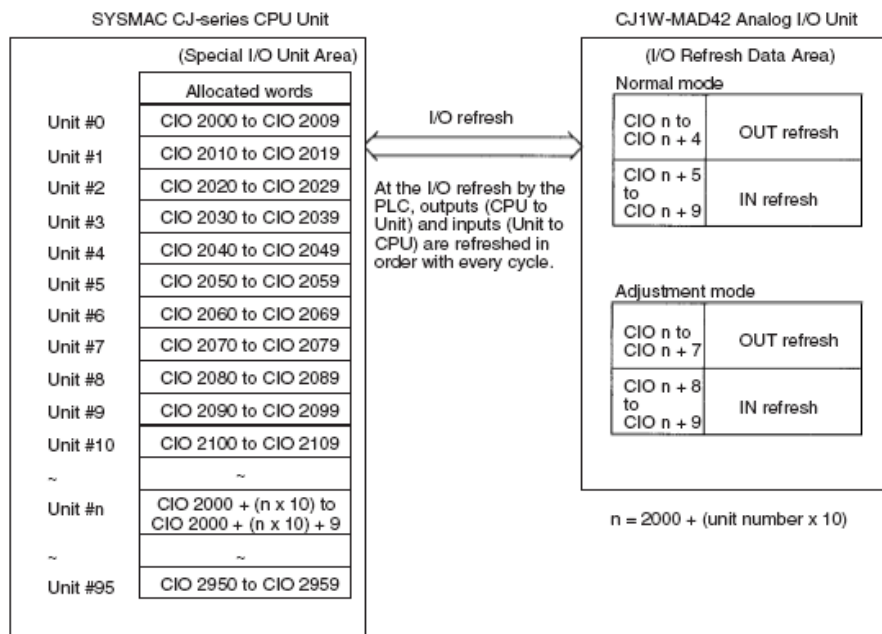 SYSMAC CJ-series CPU Unit
(Special I/O Unit Area)
Allocated words
Unit #0 CIO 2000 to CIO 2009
Unit #1 CIO 2010 to CIO 2019
Unit #2 CIO 2020 to CIO 2029
Unit #3 CIO 2030 to CIO 2039
Unit #4 CIO 2040 to CIO 2049
Unit #5 CIO 2050 to CIO 2059
Unit #6 CIO 2060 to CIO 2069
Unit #7 CIO 2070 to CIO 2079
Unit #8 CIO 2080 to CIO 2089
Unit #9 CIO 2090 to CIO 2099
Unit #10 CIO 2100 to CIO 2109
~ ~
Unit #n CIO 2000 + (n x 10) to
CIO 2000 + (n x 10) + 9
~ ~
Unit #95 CIO 2950 to CIO 2959
I/O refresh
At the I/O refresh by the
PLC, outputs (CPU to
Unit) and inputs (Unit to
CPU) are refreshed in
order with every cycle.
CJ1W-MAD42 Analog I/O Unit
(I/O Refresh Data Area)
Normal mode
CIO n to
CIO n + 4
OUT refresh
CIO n + 5
to
CIO n + 9
IN refresh
Adjustment mode
CIO n to
CIO n + 7
OUT refresh
CIO n + 8
to
CIO n + 9
IN refresh
n = 2000 + (unit number x 10)